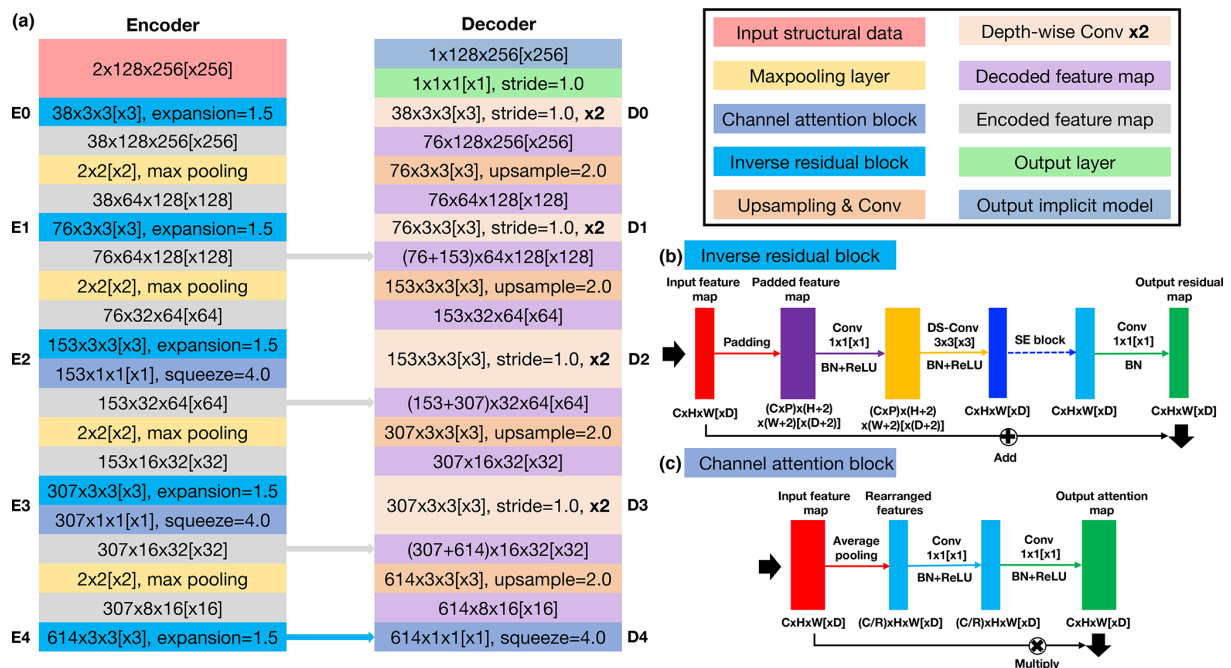 (a)
Encoder
2x128x256[x256]
E0
38x3x3[x3], expansion=1.5
38x128x256[x256]
2x2[x2], max pooling
38x64x128[x128]
E1
76x3x3[x3], expansion=1.5
76x64x128[x128]
2x2[x2], max pooling
76x32x64[x64]
E2
153x3x3[x3], expansion=1.5
153x1x1[x1], squeeze=4.0
153x32x64[x64]
2x2[x2], max pooling
153x16x32[x32]
E3
307x3x3[x3], expansion=1.5
307x1x1[x1], squeeze=4.0
307x16x32[x32]
2x2[x2], max pooling
307x8x16[x16]
E4
614x3x3[x3], expansion=1.5
Decoder
1x128x256[x256]
1x1x1[x1], stride=1.0
38x3x3[x3], stride=1.0, x2
D0
76x128x256[x256]
76x3x3[x3], upsample=2.0
76x64x128[x128]
76x3x3[x3], stride=1.0, x2
D1
(76+153)x64x128[x128]
153x3x3[x3], upsample=2.0
153x32x64[x64]
153x3x3[x3], stride=1.0, x2
D2
(153+307)x32x64[x64]
307x3x3[x3], upsample=2.0
307x16x32[x32]
307x3x3[x3], stride=1.0, x2
D3
(307+614)x16x32[x32]
614x3x3[x3], upsample=2.0
614x8x16[x16]
614x1x1[x1], squeeze=4.0
D4
Input structural data
Depth-wise Conv x2
Maxpooling layer
Decoded feature map
Channel attention block
Encoded feature map
Inverse residual block
Output layer
Upsampling & Conv
Output implicit model
(b)
Inverse residual block
Input feature
map
Padded feature
map
Output residual
map
Padding
Conv
1x1[x1]
BN+ReLU
DS-Conv
3x3[x3]
BN+ReLU
SE block
Conv
1x1[x1]
BN
CxHxW[xD]
(CxP)x(H+2)
x(W+2)[x(D+2)]
(CxP)x(H+2)
x(W+2)[x(D+2)]
CxHxW[xD]
CxHxW[xD]
CxHxW[xD]
Add
(c)
Channel attention block
Input feature
map
Rearranged
features
Output attention
map
Average
pooling
Conv
1x1[x1]
BN+ReLU
Conv
1x1[x1]
BN+ReLU
CxHxW[xD]
(C/R)xHxW[xD]
(C/R)xHxW[xD]
CxHxW[xD]
Multiply